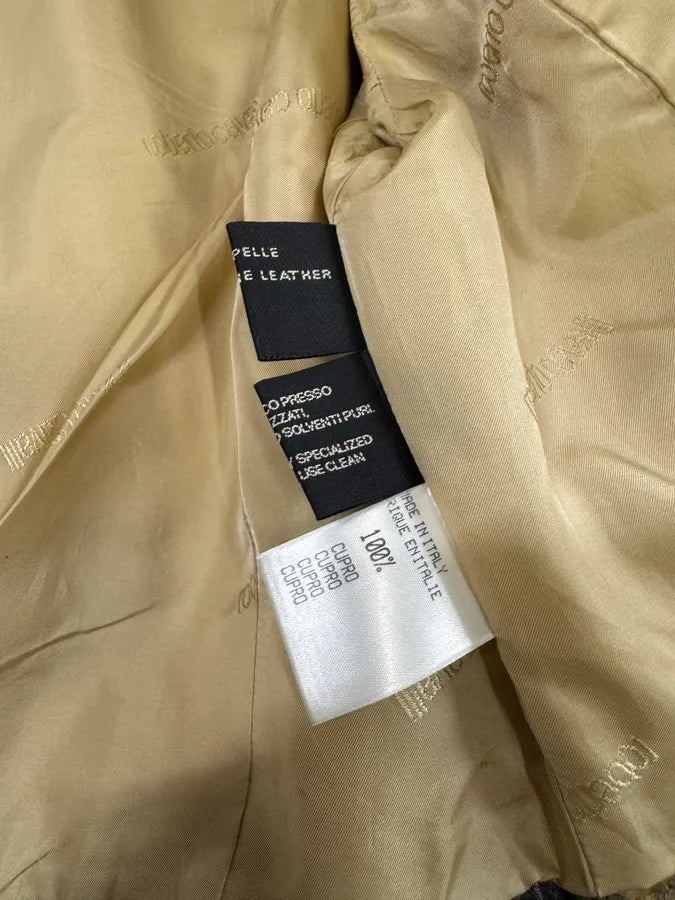 PELLE
E LEATHER
CO PRESSO
ZZATI,
SOLVENTI PURI.
Y SPECIALIZED
USE CLEAN
ADE IN ITALY
RIQUE EN ITALIE
100%
CUPRO
CUPRO
CUPRO
CUPRO